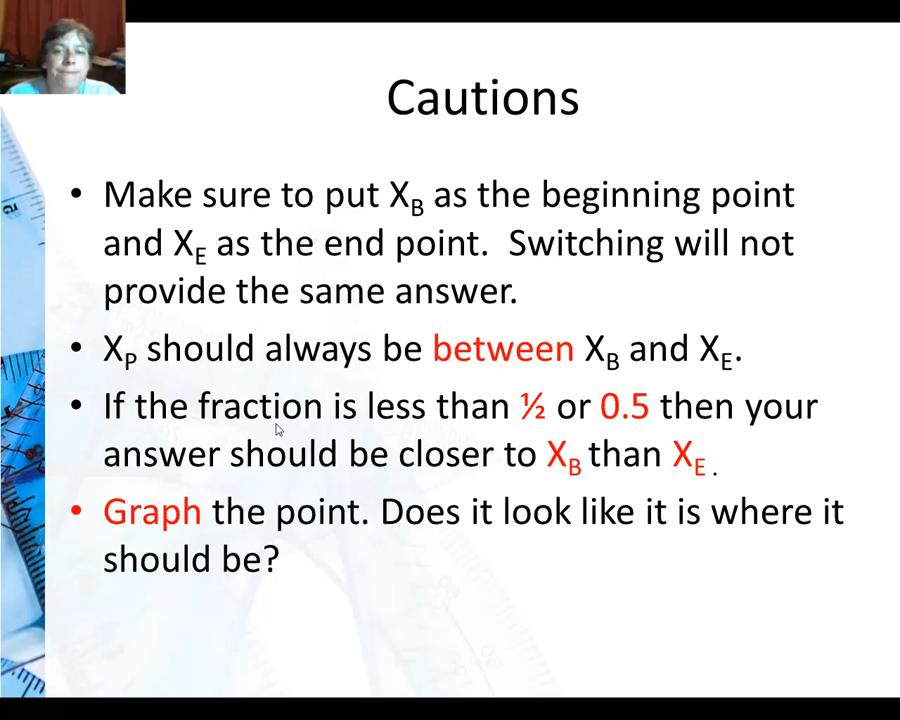 Cautions
• Make sure to put X_B as the beginning point
and X_E as the end point.  Switching will not
provide the same answer.
• X_P should always be between X_B and X_E.
• If the fraction is less than ½ or 0.5 then your
answer should be closer to X_B than X_E .
• Graph the point. Does it look like it is where it
should be?